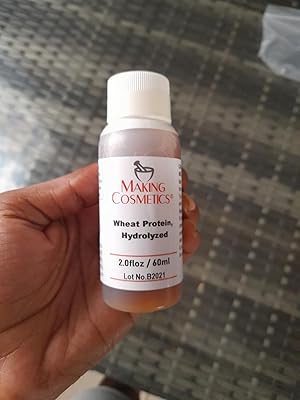 MAKING
COSMETICS®
Wheat Protein,
Hydrolyzed
2.0floz / 60ml
Lot No.B2021